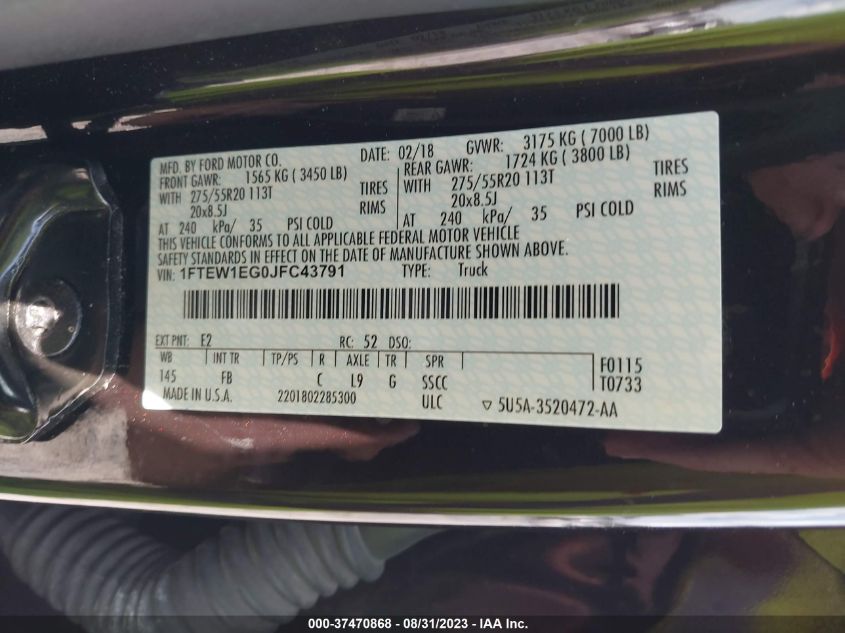 MFD. BY FORD MOTOR CO.
DATE: 02/18 GVWR: 3175 KG ( 7000 LB)
FRONT GAWR: 1565 KG ( 3450 LB)
WITH 275/55R20 113T TIRES
20x8.5J RIMS
AT 240 kPa/ 35 PSI COLD
REAR GAWR: 1724 KG ( 3800 LB)
WITH 275/55R20 113T TIRES
20x8.5J RIMS
AT 240 kPa/ 35 PSI COLD
THIS VEHICLE CONFORMS TO ALL APPLICABLE FEDERAL MOTOR VEHICLE
SAFETY STANDARDS IN EFFECT ON THE DATE OF MANUFACTURE SHOWN ABOVE.
VIN: 1FTEW1EG0JFC43791 TYPE: Truck
EXT PNT: E2 RC: 52 DSO:
WB INT TR TP/PS R AXLE TR SPR
145 FB C L9 G SSCC
F0115
T0733
MADE IN U.S.A. 2201802285300 ULC ▽ 5U5A-3520472-AA
000-37470868 - 08/31/2023 - IAA Inc.